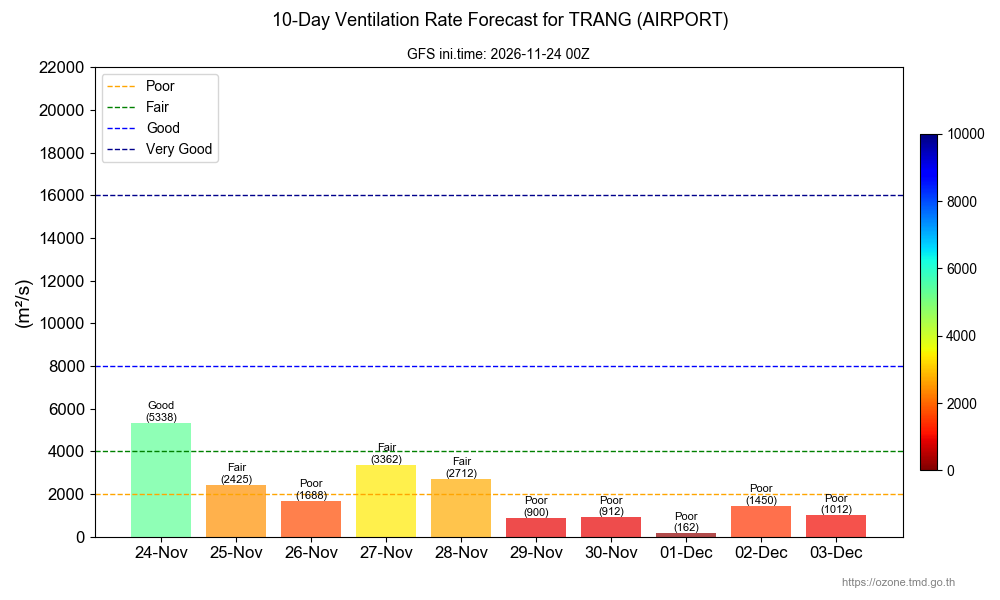 10-Day Ventilation Rate Forecast for TRANG (AIRPORT)
GFS ini.time: 2026-11-24 00Z
(m²/s)
22000
20000
18000
16000
14000
12000
10000
8000
6000
4000
2000
0
Poor
Fair
Good
Very Good
Good
(5338)
Fair
(2425)
Poor
(1688)
Fair
(3362)
Fair
(2712)
Poor
(900)
Poor
(912)
Poor
(162)
Poor
(1450)
Poor
(1012)
24-Nov 25-Nov 26-Nov 27-Nov 28-Nov 29-Nov 30-Nov 01-Dec 02-Dec 03-Dec
10000
8000
6000
4000
2000
0
https://ozone.tmd.go.th